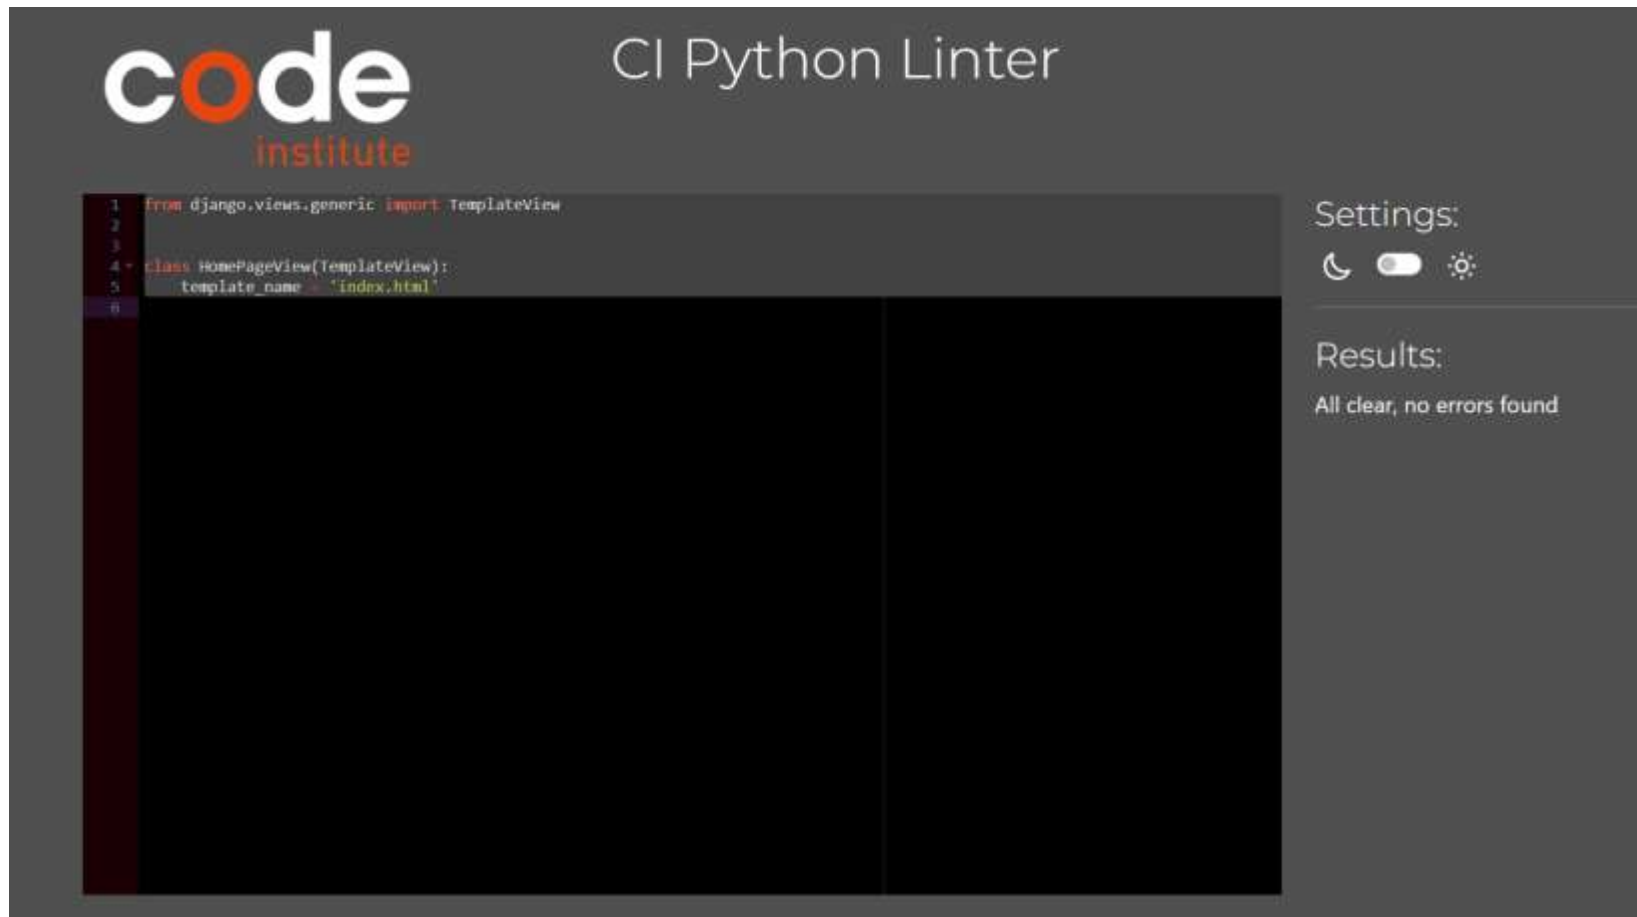 code
institute
CI Python Linter
1 from django.views.generic import TemplateView
2
3
4 class HomePageView(TemplateView):
5     template_name = 'index.html'
6
Settings:
Results:
All clear, no errors found